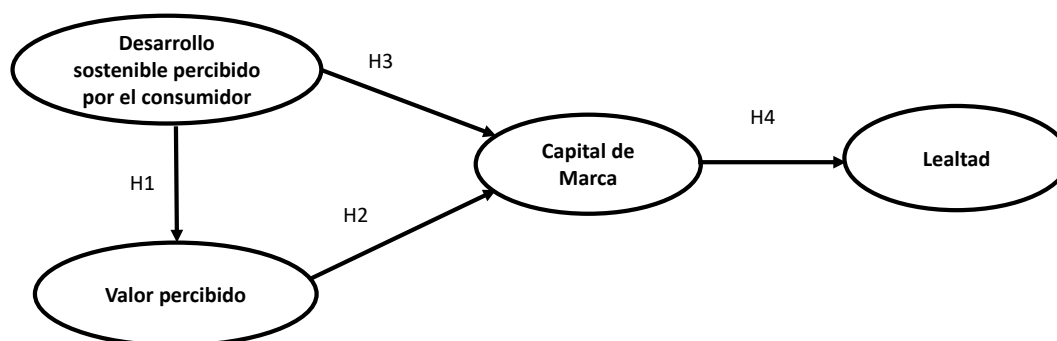 Desarrollo
sostenible percibido
por el consumidor
H3
H4
Capital de
Marca
Lealtad
H1
H2
Valor percibido